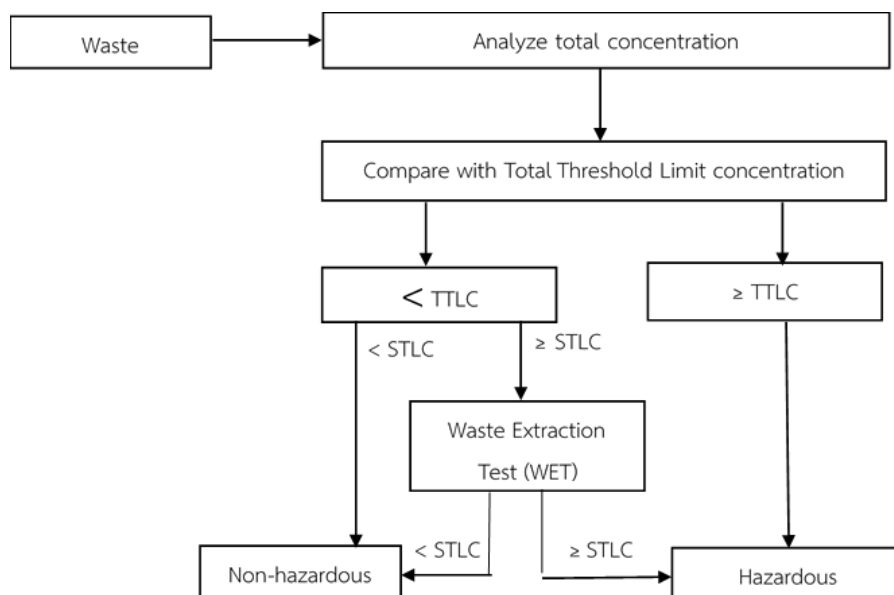 Waste
Analyze total concentration
Compare with Total Threshold Limit concentration
< TTLC
≥ TTLC
< STLC
≥ STLC
Waste Extraction
Test (WET)
< STLC
≥ STLC
Non-hazardous
Hazardous